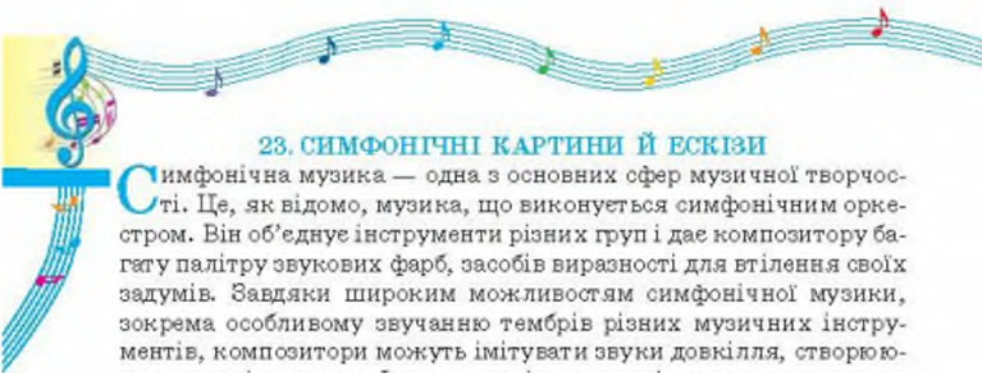 23. СИМФОНІЧНІ КАРТИНИ Й ЕСКІЗИ
Симфонічна музика — одна з основних сфер музичної творчос-
ті. Це, як відомо, музика, що виконується симфонічним орке-
стром. Він об’єднує інструменти різних груп і дає композитору ба-
гату палітру звукових фарб, засобів виразності для втілення своїх
задумів. Завдяки широким можливостям симфонічної музики,
зокрема особливому звучанню тембрів різних музичних інстру-
ментів, композитори можуть імітувати звуки довкілля, створюю-